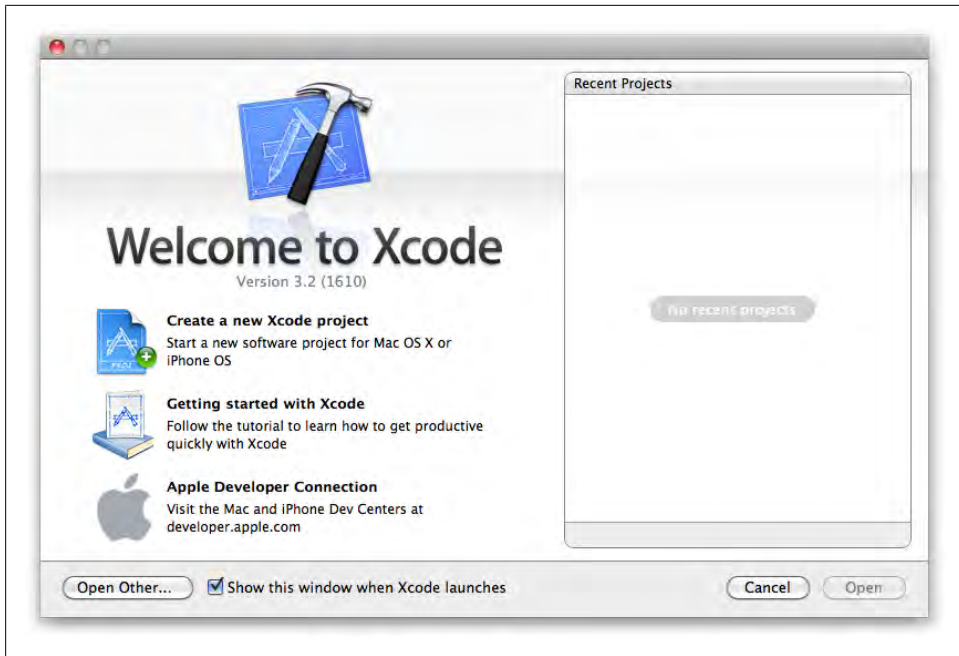 Recent Projects
No recent projects
Welcome to Xcode
Version 3.2 (1610)
PROJ
Create a new Xcode project
Start a new software project for Mac OS X or
iPhone OS
Getting started with Xcode
Follow the tutorial to learn how to get productive
quickly with Xcode
Apple Developer Connection
Visit the Mac and iPhone Dev Centers at
developer.apple.com
Open Other...
Show this window when Xcode launches
Cancel
Open